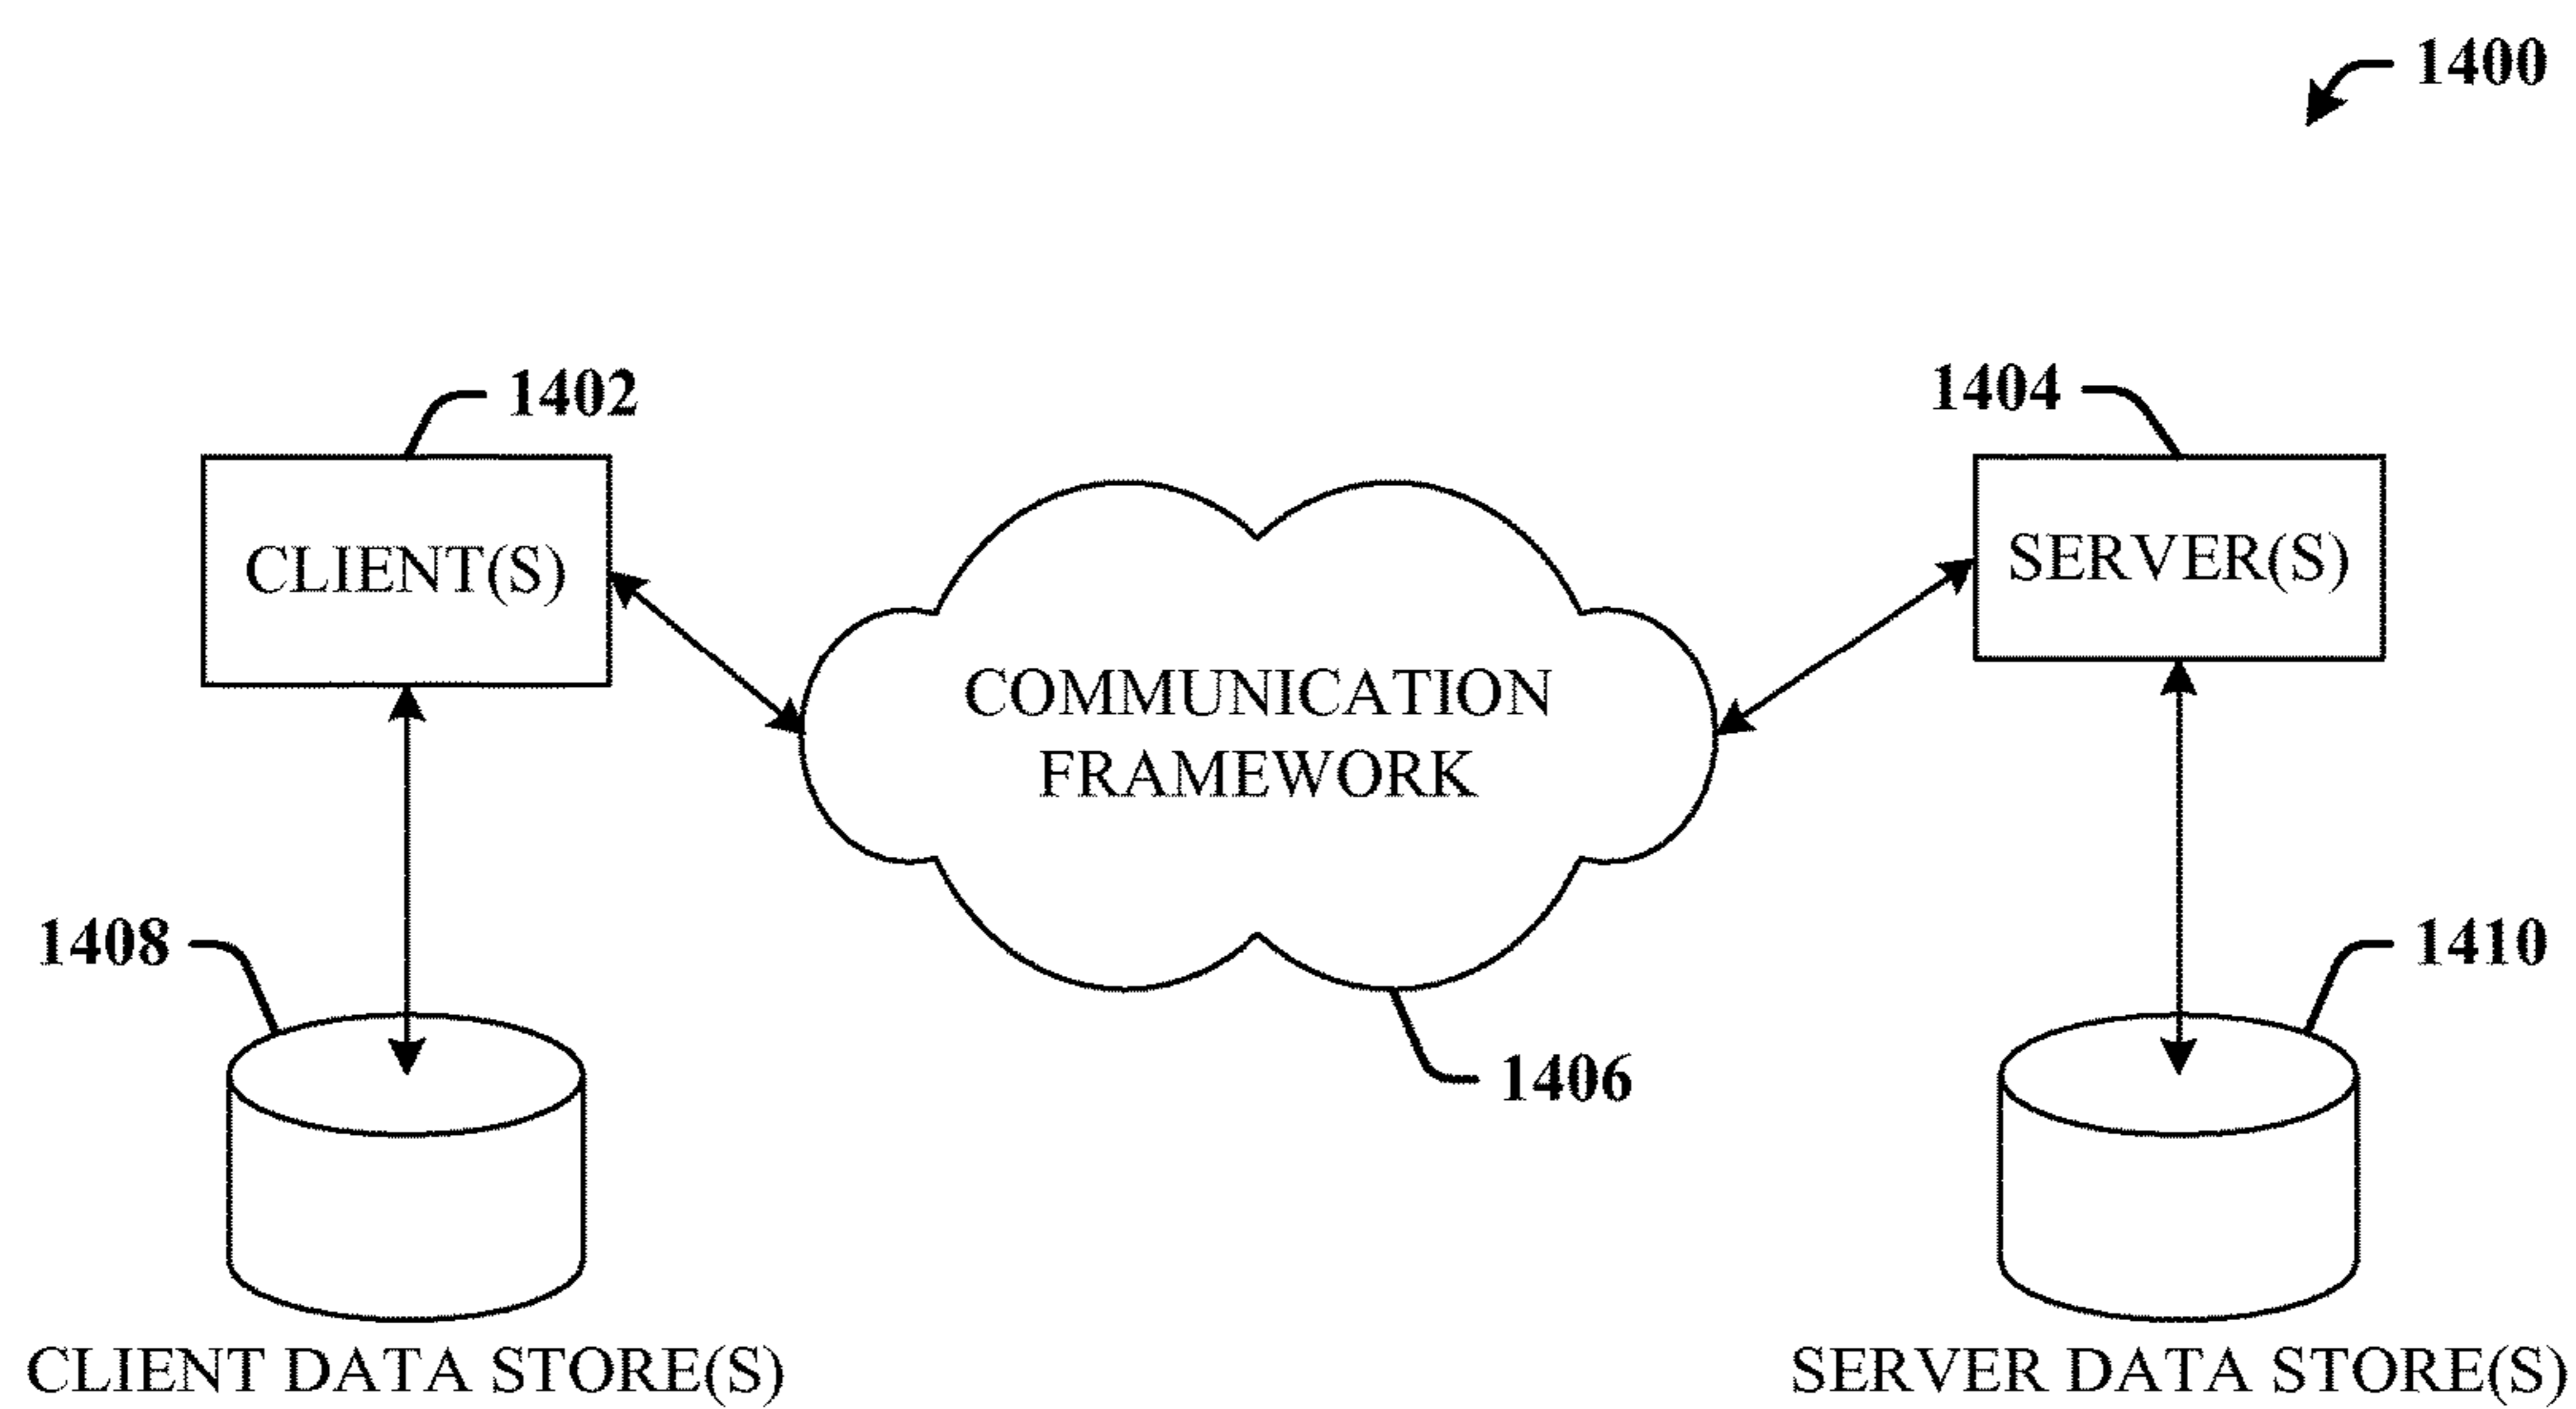 1400
1402
1404
CLIENT(S)
SERVER(S)
COMMUNICATION
FRAMEWORK
1408
1410
1406
CLIENT DATA STORE(S)
SERVER DATA STORE(S)